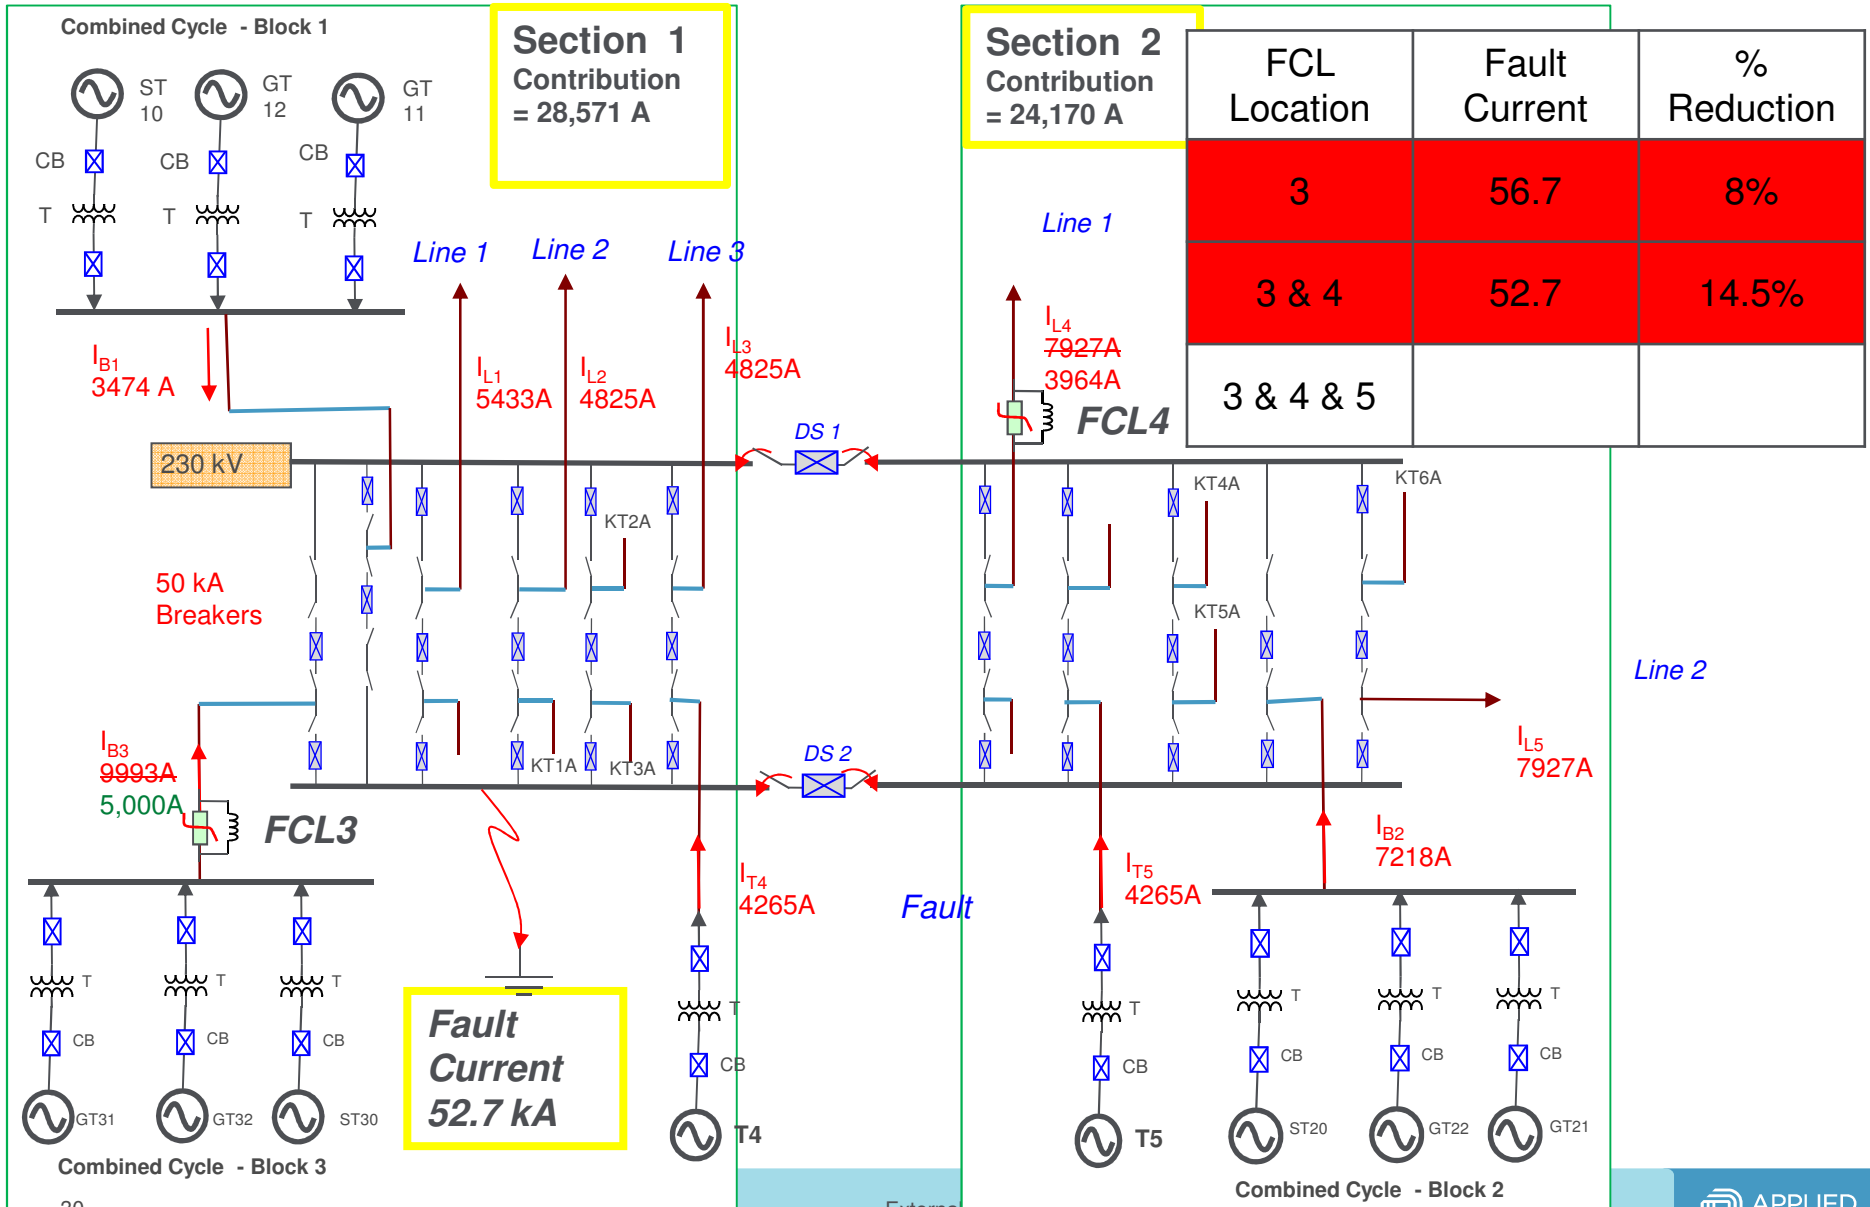 Combined Cycle - Block 1
ST
10
GT
12
GT
11
CB
CB
CB
T
T
T
Section 1
Contribution
= 28,571 A
Section 2
Contribution
= 24,170 A
FCL
Location
Fault
Current
%
Reduction
3
56.7
8%
3 & 4
52.7
14.5%
3 & 4 & 5
Line 1
Line 2
Line 3
Line 1
IB1
3474 A
IL1
5433A
IL2
4825A
IL3
4825A
IL4
7927A
3964A
FCL4
DS 1
230 kV
KT2A
KT4A
KT6A
50 kA
Breakers
KT5A
Line 2
IB3
9993A
5,000A
FCL3
KT1A
KT3A
DS 2
IL5
7927A
IT4
4265A
Fault
IT5
4265A
IB2
7218A
T
T
T
CB
CB
CB
GT31
GT32
ST30
Combined Cycle - Block 3
Fault
Current
52.7 kA
T
CB
T4
T
CB
T5
T
T
T
CB
CB
CB
ST20
GT22
GT21
Combined Cycle - Block 2
APPLIED